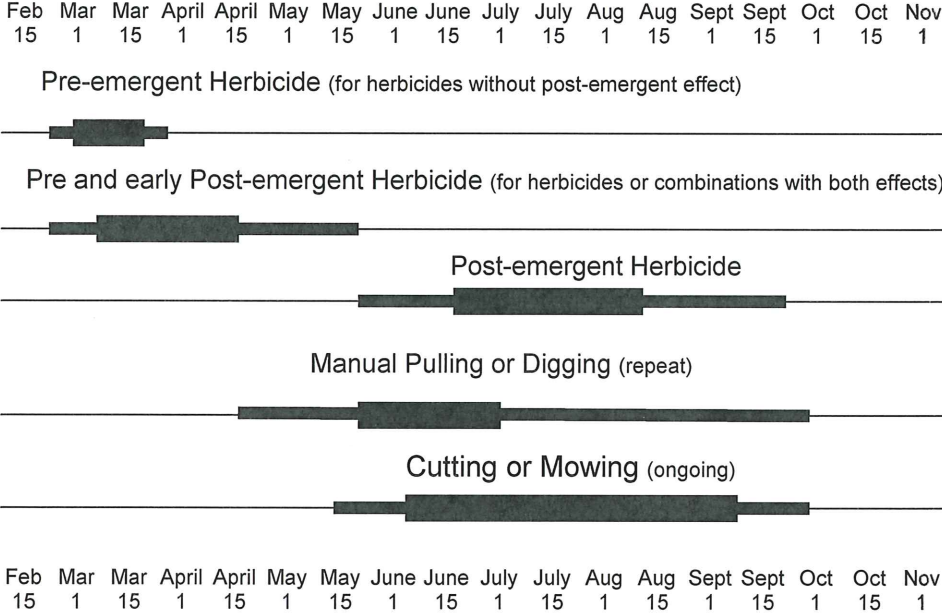 Feb Mar Mar April April May May June June July July Aug Aug Sept Sept Oct Oct Nov
15 1 15 1 15 1 15 1 15 1 15 1 15 1 15 1 15 1
Pre-emergent Herbicide (for herbicides without post-emergent effect)
Pre and early Post-emergent Herbicide (for herbicides or combinations with both effects)
Post-emergent Herbicide
Manual Pulling or Digging (repeat)
Cutting or Mowing (ongoing)
Feb Mar Mar April April May May June June July July Aug Aug Sept Sept Oct Oct Nov
15 1 15 1 15 1 15 1 15 1 15 1 15 1 15 1 15 1